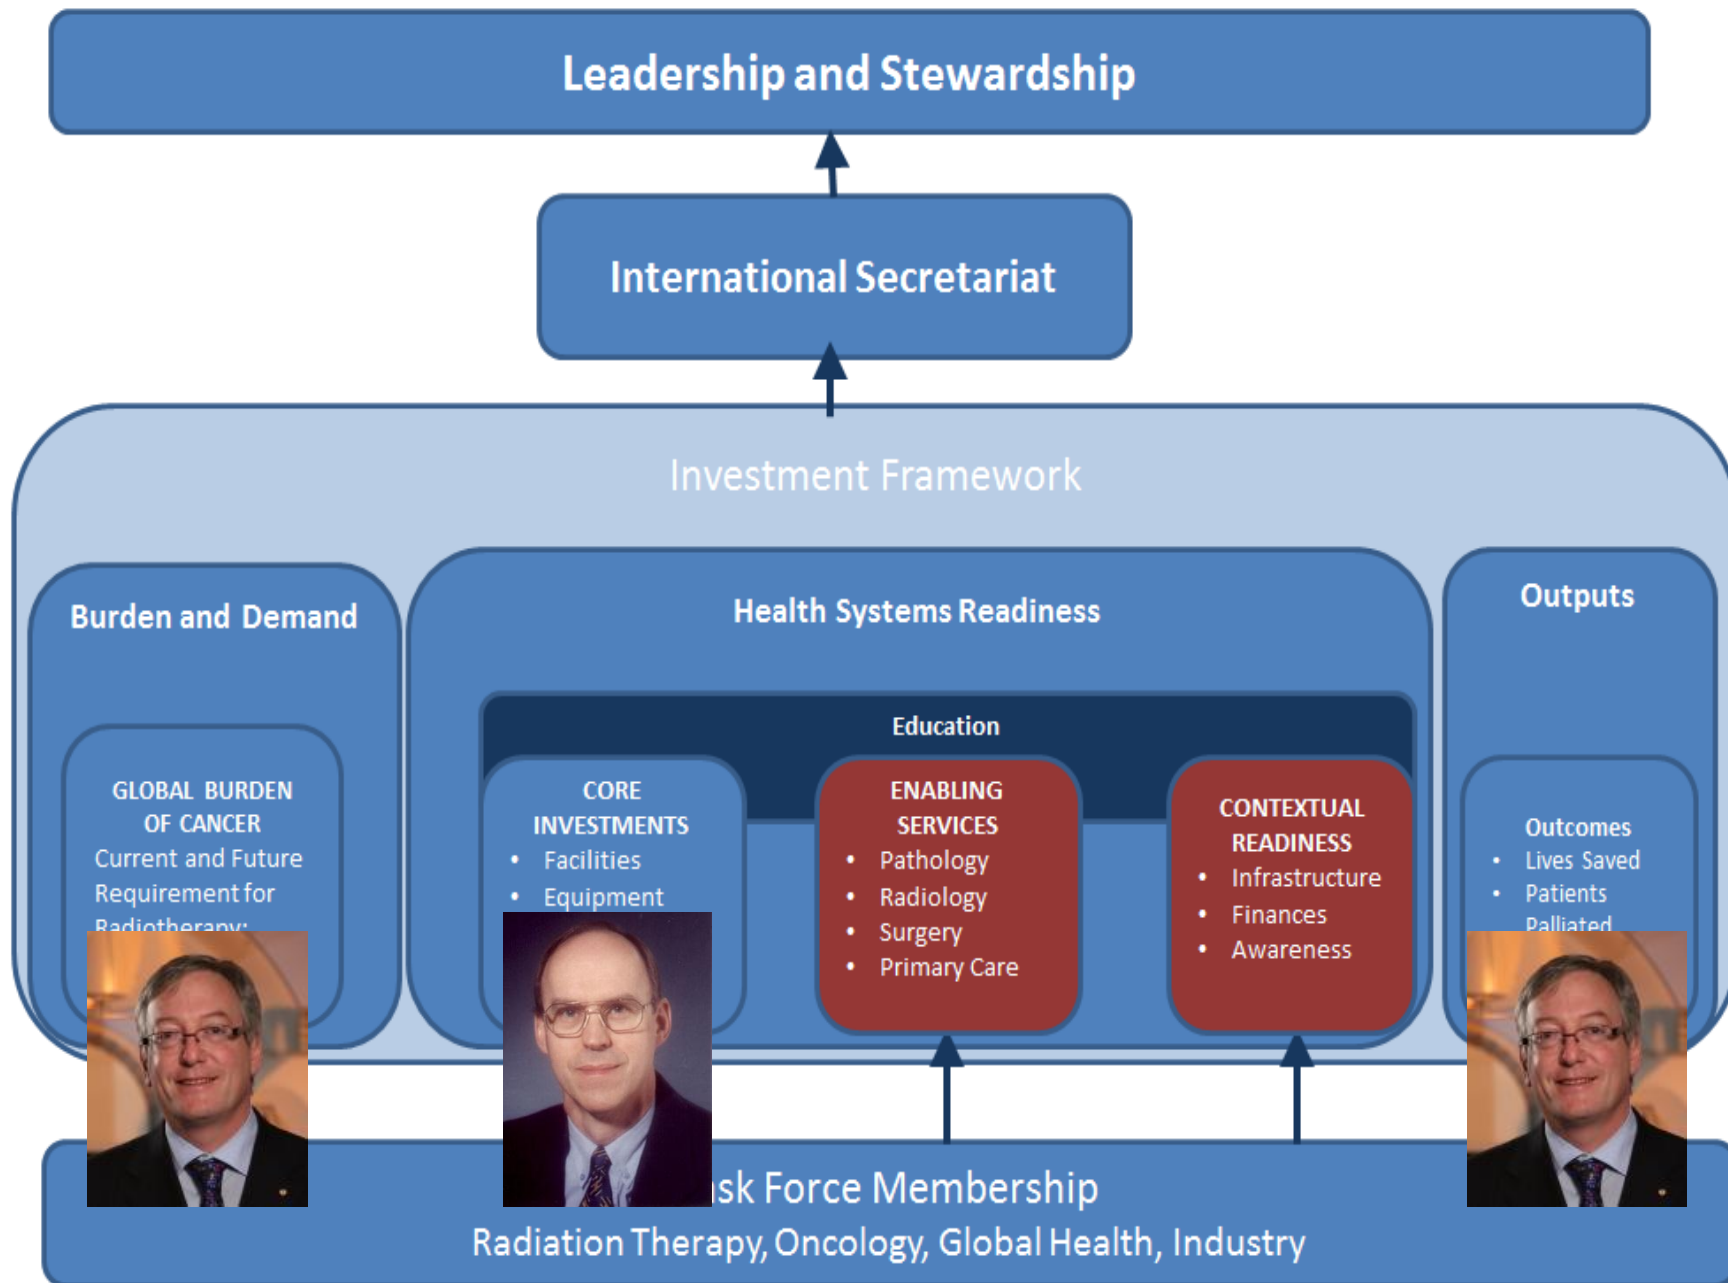 Leadership and Stewardship
International Secretariat
Investment Framework
Burden and Demand
Health Systems Readiness
Outputs
Education
GLOBAL BURDEN
OF CANCER
Current and Future
Requirement for
Radiotherapy:
CORE
INVESTMENTS
• Facilities
• Equipment
ENABLING
SERVICES
• Pathology
• Radiology
• Surgery
• Primary Care
CONTEXTUAL
READINESS
• Infrastructure
• Finances
• Awareness
Outcomes
• Lives Saved
• Patients
Palliated
Force Membership
Radiation Therapy, Oncology, Global Health, Industry